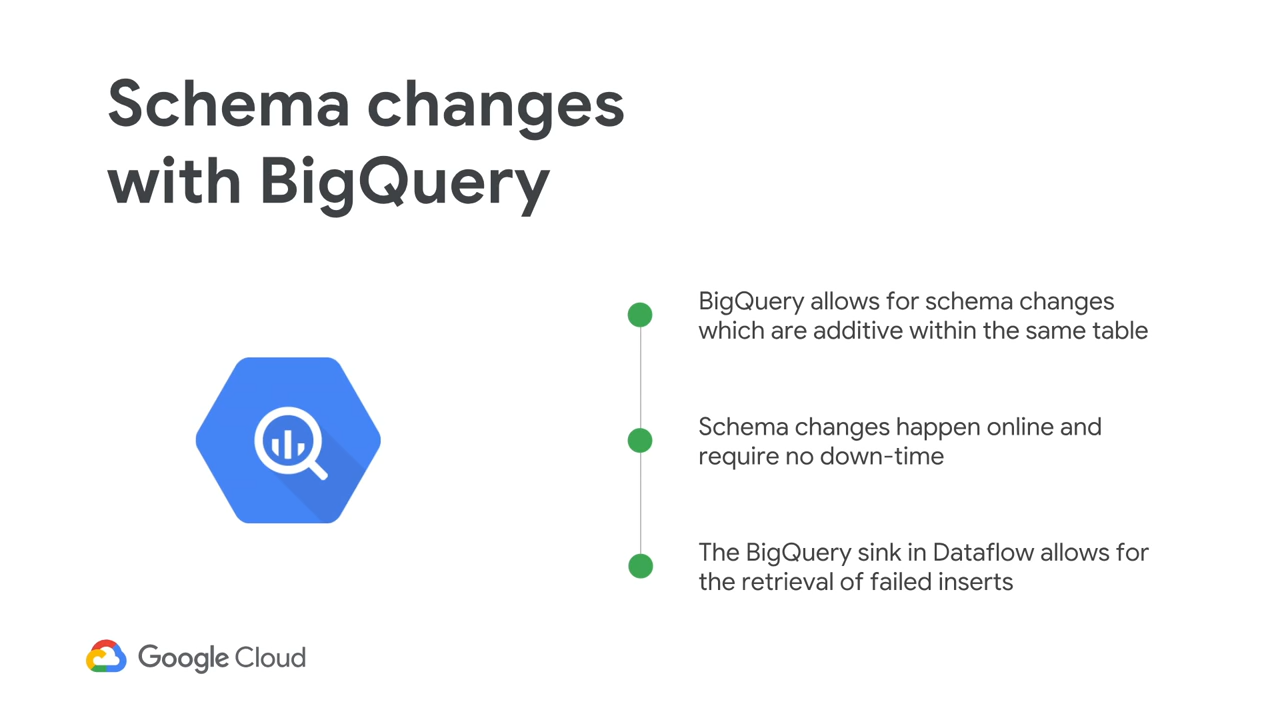 Schema changes
with BigQuery
BigQuery allows for schema changes
which are additive within the same table
Schema changes happen online and
require no down-time
The BigQuery sink in Dataflow allows for
the retrieval of failed inserts
Google Cloud